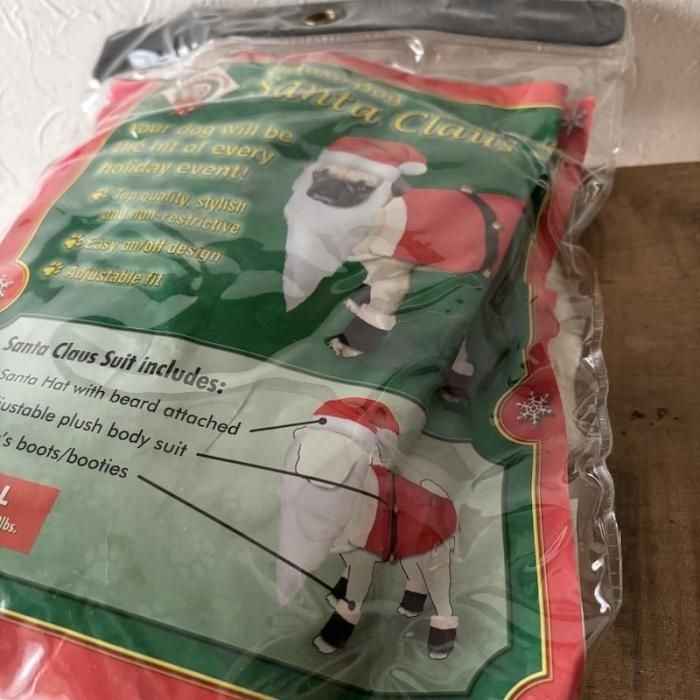 Santa Claus
Your dog will be
the hit of every
holiday event!
Top quality, stylish
and non-restrictive
Easy on/off design
Adjustable fit
Santa Claus Suit includes:
Santa Hat with beard attached
justable plush body suit
's boots/booties
L
lbs.